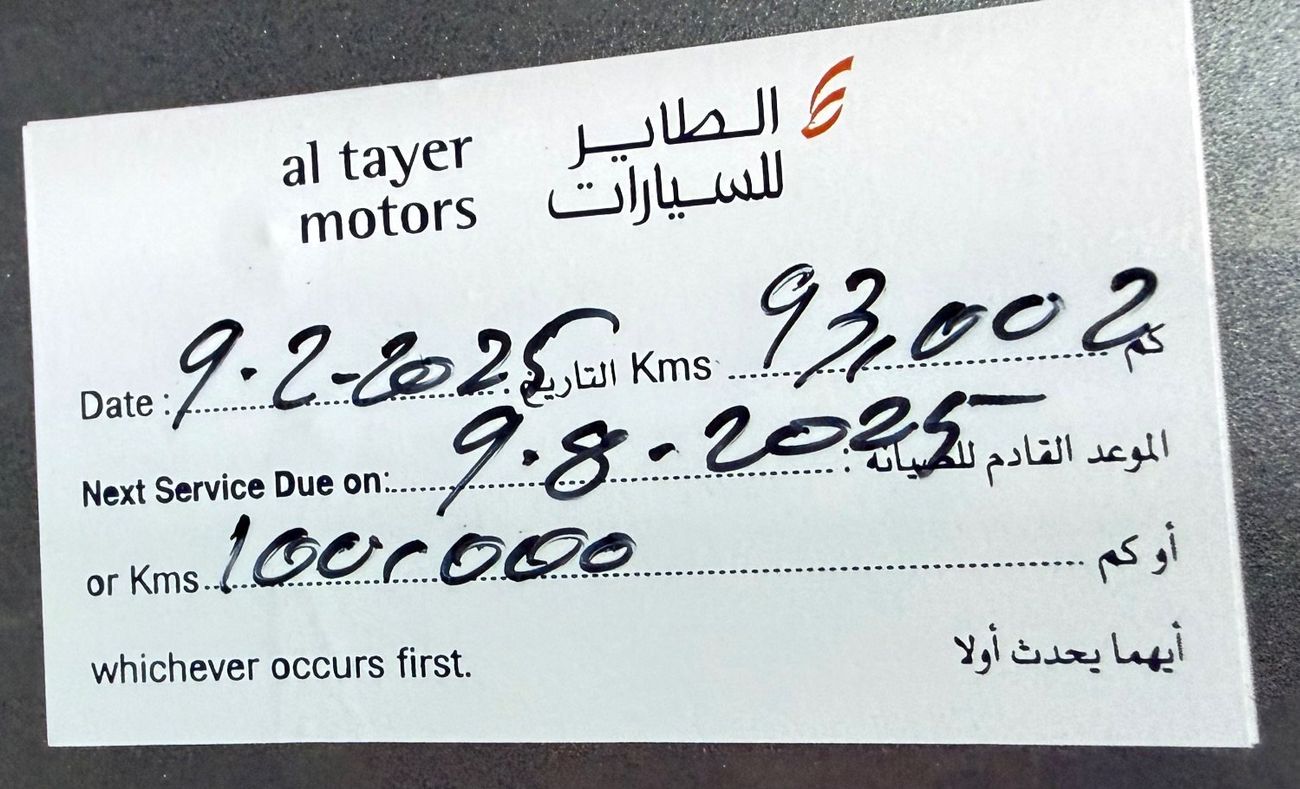 al tayer الطاير
motors للسيارات
Date : 9.2-2025 : التاريخ Kms 93,002 كم
Next Service Due on: 9.8.2025 : الموعد القادم للصيانة
or Kms 100,000 أو كم
whichever occurs first. أيهما يحدث أولا